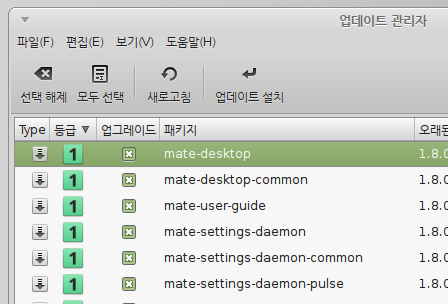 업데이트 관리자
파일(F) 편집(E) 보기(V) 도움말(H)
선택 해제 모두 선택 새로고침 업데이트 설치
Type 등급 업그레이드 패키지 오래된
1 mate-desktop 1.8.0
1 mate-desktop-common 1.8.0
1 mate-user-guide 1.8.0
1 mate-settings-daemon 1.8.0
1 mate-settings-daemon-common 1.8.0
1 mate-settings-daemon-pulse 1.8.0